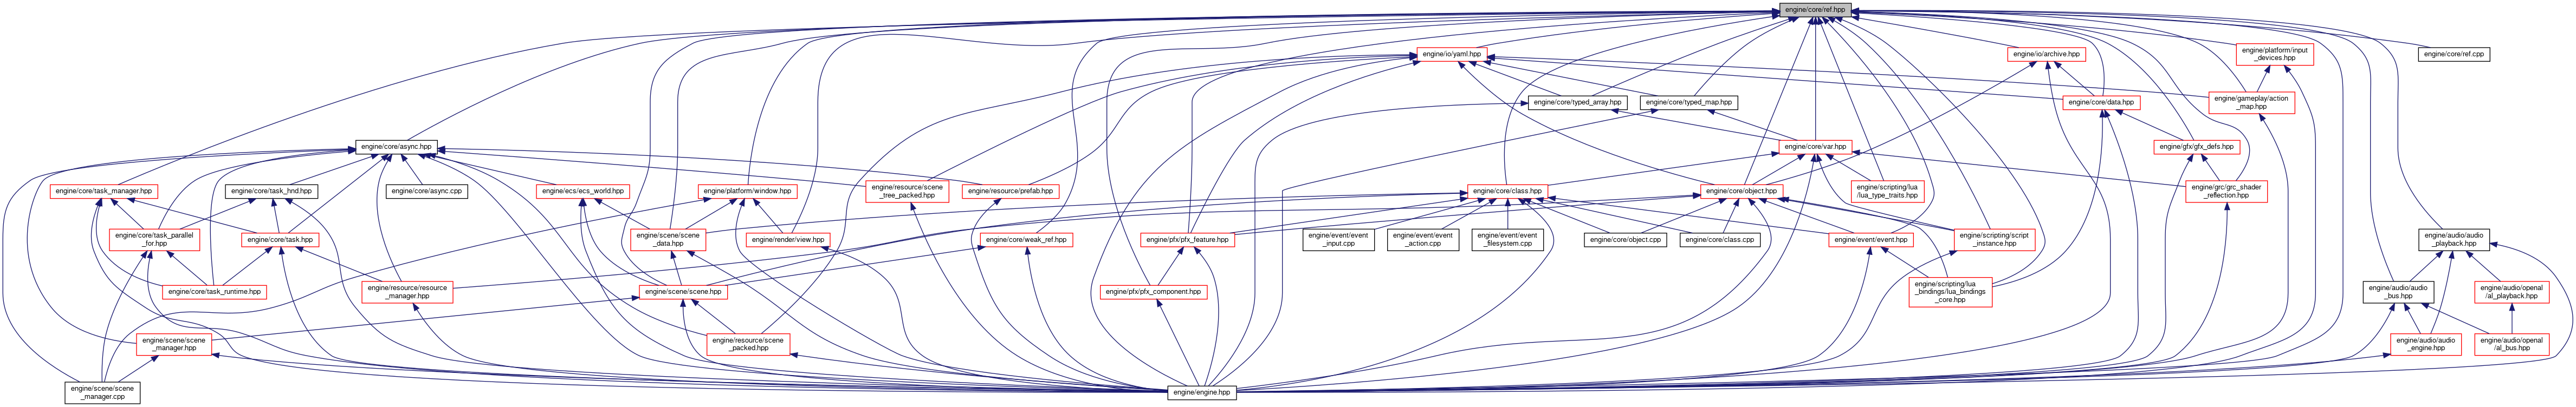 engine/core/ref.hpp
engine/io/yaml.hpp
engine/io/archive.hpp
engine/platform/input
_devices.hpp
engine/core/ref.cpp
engine/core/typed_array.hpp
engine/core/typed_map.hpp
engine/core/data.hpp
engine/gameplay/action
_map.hpp
engine/core/async.hpp
engine/core/var.hpp
engine/gfx/gfx_defs.hpp
engine/core/task_manager.hpp
engine/core/task_hnd.hpp
engine/core/async.cpp
engine/ecs/ecs_world.hpp
engine/platform/window.hpp
engine/resource/scene
_tree_packed.hpp
engine/resource/prefab.hpp
engine/core/class.hpp
engine/core/object.hpp
engine/scripting/lua
/lua_type_traits.hpp
engine/grc/grc_shader
_reflection.hpp
engine/core/task_parallel
_for.hpp
engine/core/task.hpp
engine/scene/scene
_data.hpp
engine/render/view.hpp
engine/core/weak_ref.hpp
engine/pfx/pfx_feature.hpp
engine/event/event
_input.cpp
engine/event/event
_action.cpp
engine/event/event
_filesystem.cpp
engine/core/object.cpp
engine/core/class.cpp
engine/event/event.hpp
engine/scripting/script
_instance.hpp
engine/audio/audio
_playback.hpp
engine/core/task_runtime.hpp
engine/resource/resource
_manager.hpp
engine/scene/scene.hpp
engine/pfx/pfx_component.hpp
engine/scripting/lua
_bindings/lua_bindings
_core.hpp
engine/audio/audio
_bus.hpp
engine/audio/openal
/al_playback.hpp
engine/scene/scene
_manager.hpp
engine/resource/scene
_packed.hpp
engine/audio/audio
_engine.hpp
engine/audio/openal
/al_bus.hpp
engine/scene/scene
_manager.cpp
engine/engine.hpp